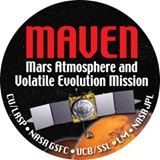 MAVEN
Mars Atmosphere and
Volatile Evolution Mission
CU/LASP • NASA GSFC • UCB/SSL • LM • NASA JPL